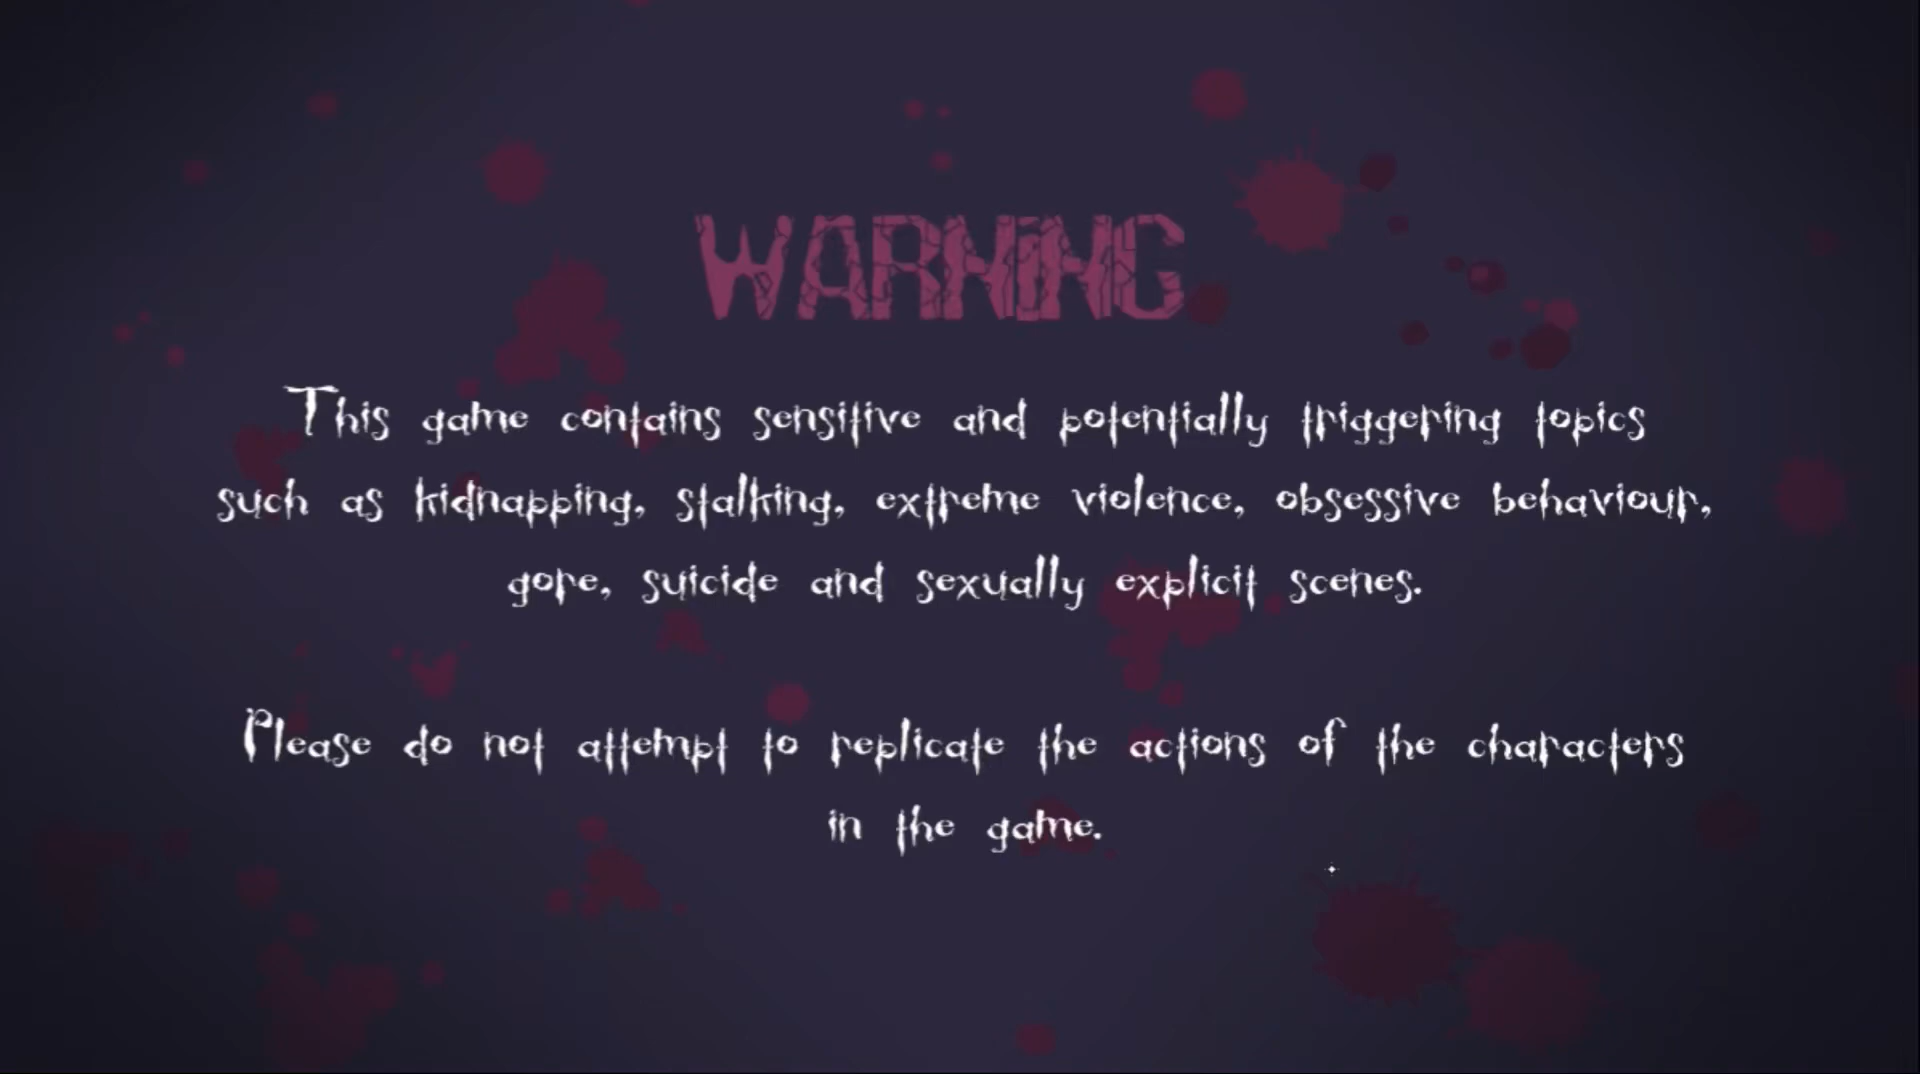 WARNING
This game contains sensitive and potentially triggering topics
such as kidnapping, stalking, extreme violence, obsessive behaviour,
gore, suicide and sexually explicit scenes.
Please do not attempt to replicate the actions of the characters
in the game.